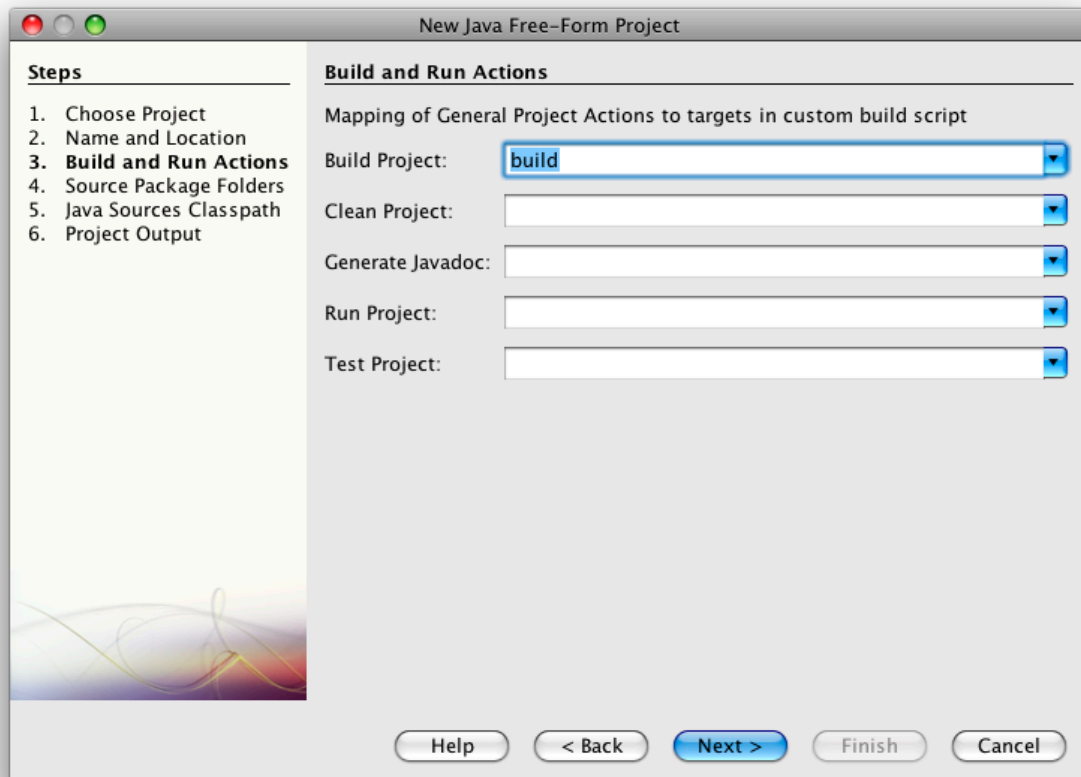 New Java Free-Form Project
Steps
1. Choose Project
2. Name and Location
3. Build and Run Actions
4. Source Package Folders
5. Java Sources Classpath
6. Project Output
Build and Run Actions
Mapping of General Project Actions to targets in custom build script
Build Project: build
Clean Project:
Generate Javadoc:
Run Project:
Test Project:
Help < Back Next > Finish Cancel